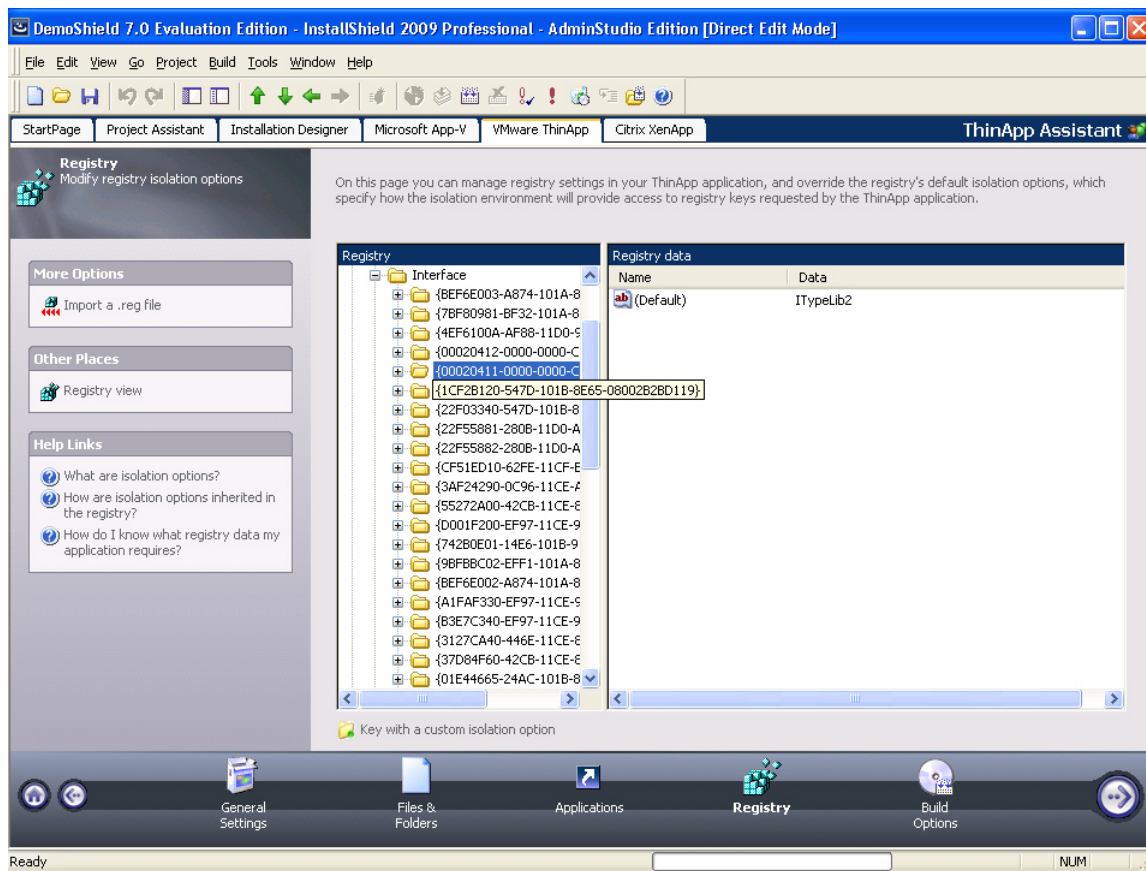 DemoShield 7.0 Evaluation Edition - InstallShield 2009 Professional - AdminStudio Edition [Direct Edit Mode]
File Edit View Go Project Build Tools Window Help
StartPage Project Assistant Installation Designer Microsoft App-V VMware ThinApp Citrix XenApp ThinApp Assistant
Registry
Modify registry isolation options
On this page you can manage registry settings in your ThinApp application, and override the registry's default isolation options, which
specify how the isolation environment will provide access to registry keys requested by the ThinApp application.
More Options
Import a .reg file
Other Places
Registry view
Help Links
What are isolation options?
How are isolation options inherited in
the registry?
How do I know what registry data my
application requires?
Registry
Interface
{BEF6E003-A874-101A-8
{7BF80981-BF32-101A-8
{4EF6100A-AF88-11D0-9
{00020412-0000-0000-C
{00020411-0000-0000-C
{1CF2B120-547D-101B-8E65-08002B2BD119}
{22F03340-547D-101B-8
{22F55881-280B-11D0-A
{22F55882-280B-11D0-A
{CF51ED10-62FE-11CF-E
{3AF24290-0C96-11CE-A
{55272A00-42CB-11CE-8
{D001F200-EF97-11CE-9
{742B0E01-14E6-101B-9
{9BFBBC02-EFF1-101A-8
{BEF6E002-A874-101A-8
{A1FAF330-EF97-11CE-9
{B3E7C340-EF97-11CE-9
{3127CA40-446E-11CE-8
{37D84F60-42CB-11CE-8
{01E44665-24AC-101B-8
Registry data
Name Data
(Default) ITypeLib2
Key with a custom isolation option
General
Settings
Files &
Folders
Applications
Registry
Build
Options
Ready
NUM